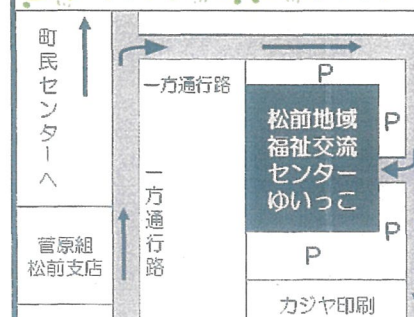 町民センターへ
一方通行路
P
松前地域
福祉交流
センター
ゆいっこ
P
一方通行路
P
P
菅原組
松前支店
カジヤ印刷